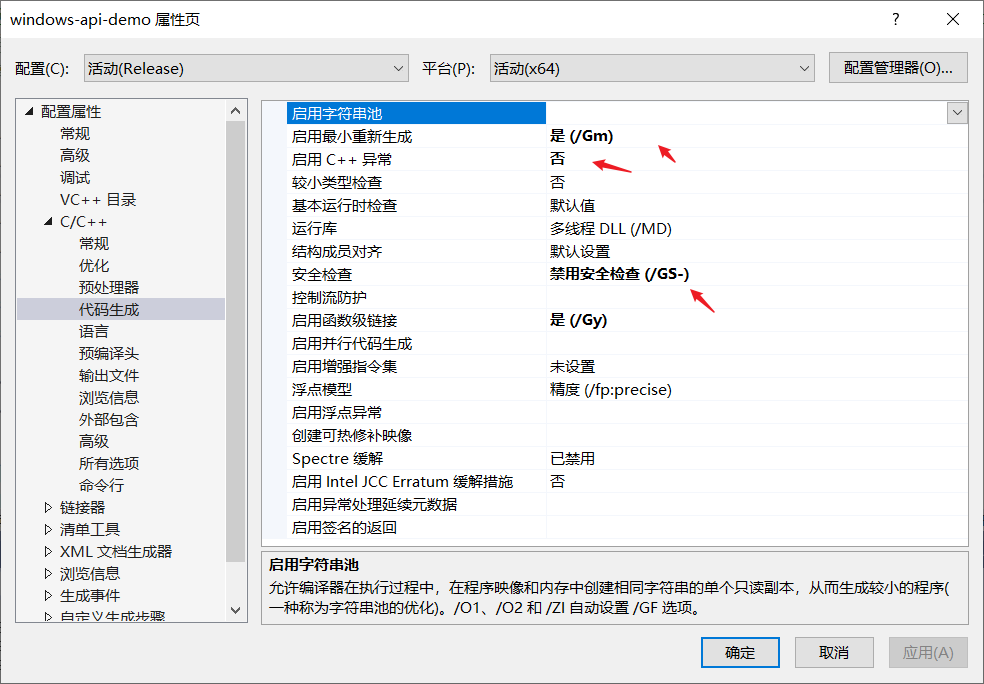 windows-api-demo 属性页
?
配置(C): 活动(Release) 平台(P): 活动(x64) 配置管理器(O)...
配置属性
常规
高级
调试
VC++ 目录
C/C++
常规
优化
预处理器
代码生成
语言
预编译头
输出文件
浏览信息
外部包含
高级
所有选项
命令行
链接器
清单工具
XML 文档生成器
浏览信息
生成事件
自定义生成步骤
启用字符串池
启用最小重新生成 是 (/Gm)
启用 C++ 异常 否
较小类型检查 否
基本运行时检查 默认值
运行库 多线程 DLL (/MD)
结构成员对齐 默认设置
安全检查 禁用安全检查 (/GS-)
控制流防护
启用函数级链接 是 (/Gy)
启用并行代码生成
启用增强指令集 未设置
浮点模型 精度 (/fp:precise)
启用浮点异常
创建可热修补映像
Spectre 缓解 已禁用
启用 Intel JCC Erratum 缓解措施 否
启用异常处理延续元数据
启用签名的返回
启用字符串池
允许编译器在执行过程中，在程序映像和内存中创建相同字符串的单个只读副本，从而生成较小的程序(
一种称为字符串池的优化)。/O1、/O2 和 /ZI 自动设置 /GF 选项。
确定 取消 应用(A)